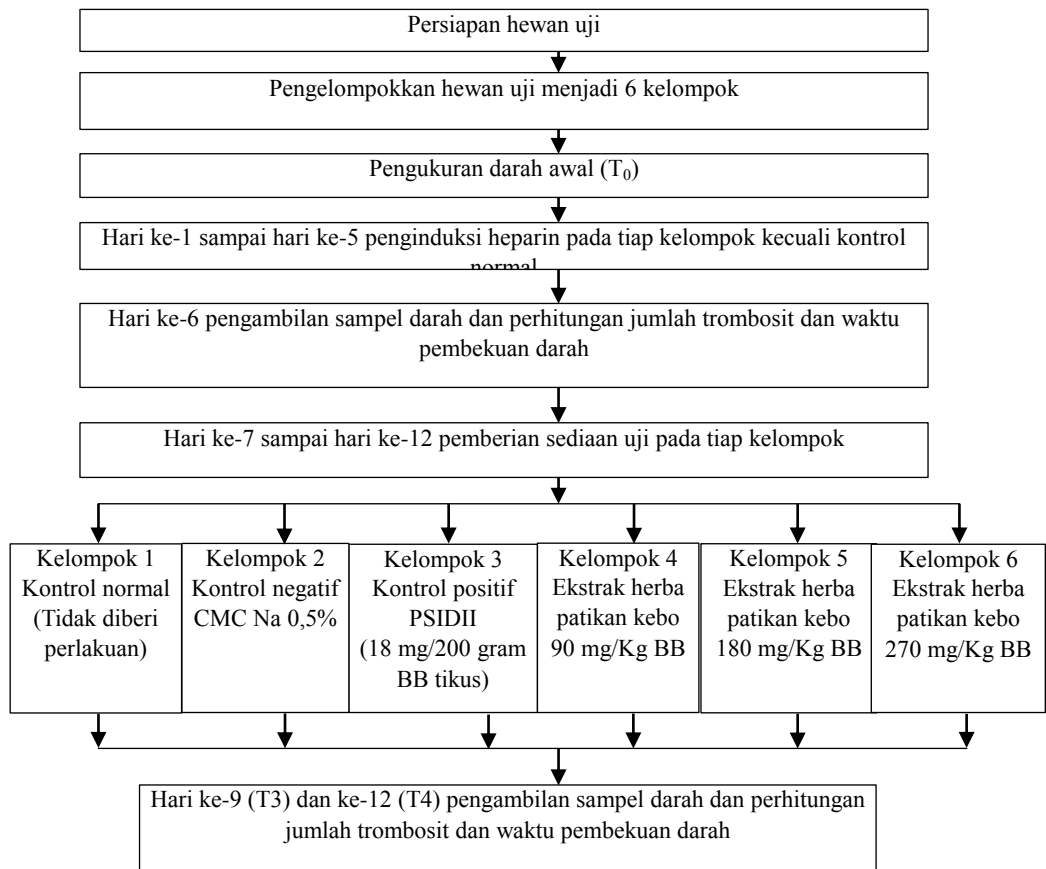 Persiapan hewan uji
Pengelompokkan hewan uji menjadi 6 kelompok
Pengukuran darah awal (T₀)
Hari ke-1 sampai hari ke-5 penginduksi heparin pada tiap kelompok kecuali kontrol
normal
Hari ke-6 pengambilan sampel darah dan perhitungan jumlah trombosit dan waktu
pembekuan darah
Hari ke-7 sampai hari ke-12 pemberian sediaan uji pada tiap kelompok
Kelompok 1
Kontrol normal
(Tidak diberi
perlakuan)
Kelompok 2
Kontrol negatif
CMC Na 0,5%
Kelompok 3
Kontrol positif
PSIDII
(18 mg/200 gram
BB tikus)
Kelompok 4
Ekstrak herba
patikan kebo
90 mg/Kg BB
Kelompok 5
Ekstrak herba
patikan kebo
180 mg/Kg BB
Kelompok 6
Ekstrak herba
patikan kebo
270 mg/Kg BB
Hari ke-9 (T3) dan ke-12 (T4) pengambilan sampel darah dan perhitungan
jumlah trombosit dan waktu pembekuan darah